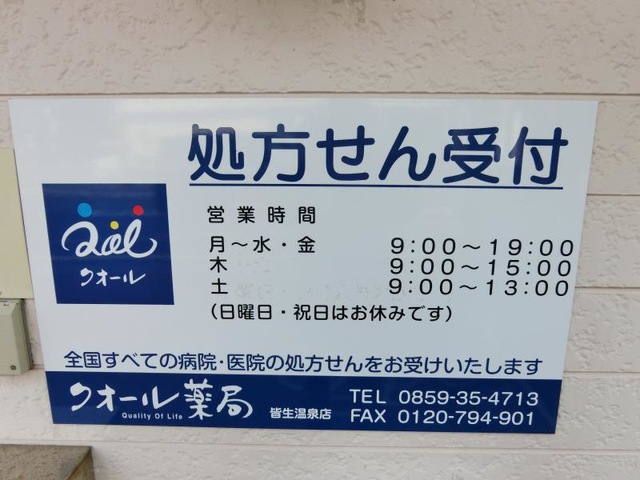 処方せん受付
Qol
クオール
営業時間
月～水・金 9:00～19:00
木 9:00～15:00
土 9:00～13:00
（日曜日・祝日はお休みです）
全国すべての病院・医院の処方せんをお受けいたします
クオール薬局
Quality Of Life
皆生温泉店
TEL 0859-35-4713
FAX 0120-794-901